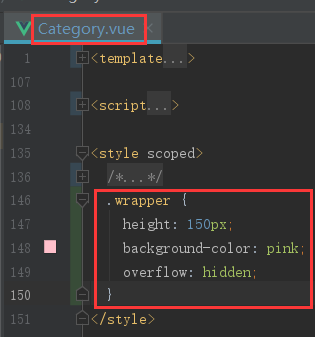 Category.vue
1 <template...>
107
108 <script...>
134
135 <style scoped>
136 /*...*/
146 .wrapper {
147 height: 150px;
148 background-color: pink;
149 overflow: hidden;
150 }
151 </style>